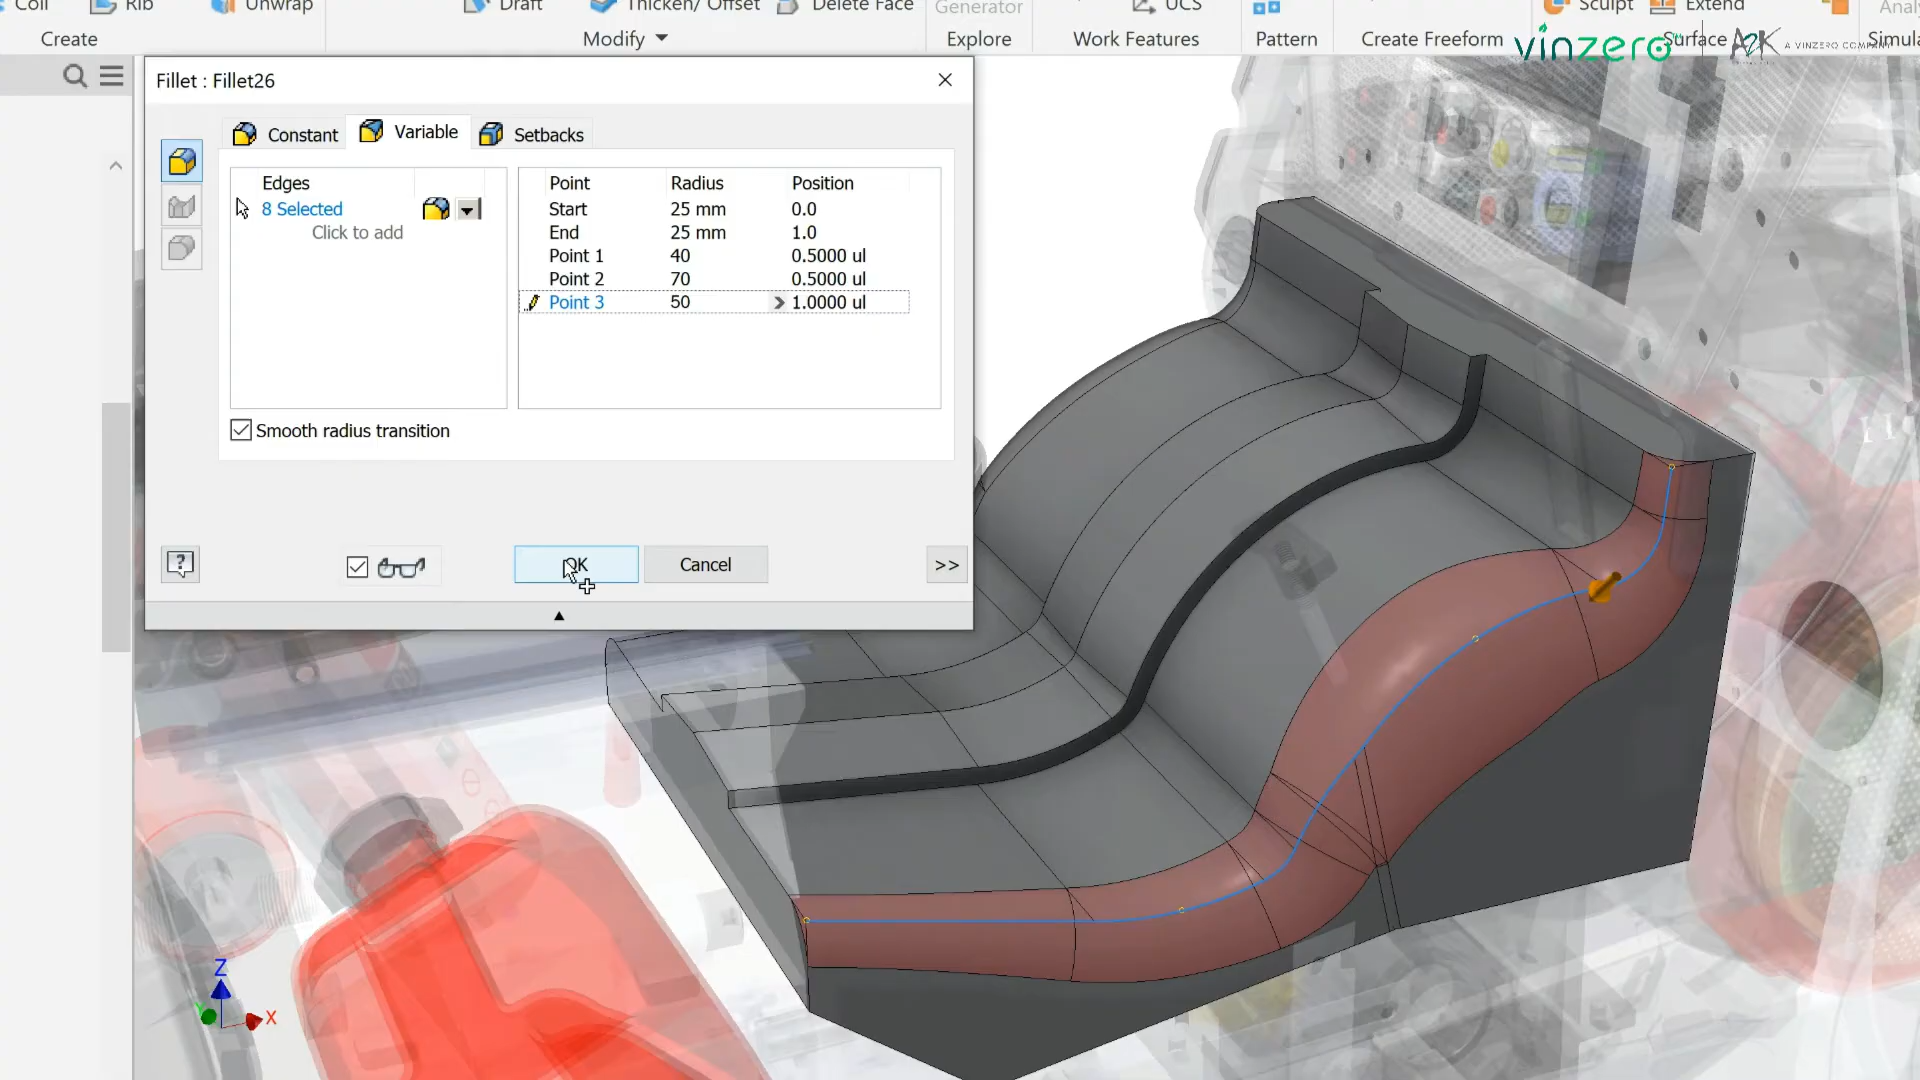 Coil
Rib
Unwrap
Draft
Thicken/ Offset
Delete Face
Generator
UCS
Sculpt
Extend
Create
Modify
Explore
Work Features
Pattern
Create Freeform
Surface
vinzero
A2K
A VINZERO COMPANY
Fillet : Fillet26
Constant
Variable
Setbacks
Edges
8 Selected
Click to add
Point Radius Position
Start 25 mm 0.0
End 25 mm 1.0
Point 1 40 0.5000 ul
Point 2 70 0.5000 ul
Point 3 50 > 1.0000 ul
Smooth radius transition
?
OK
Cancel
>>
Z
X